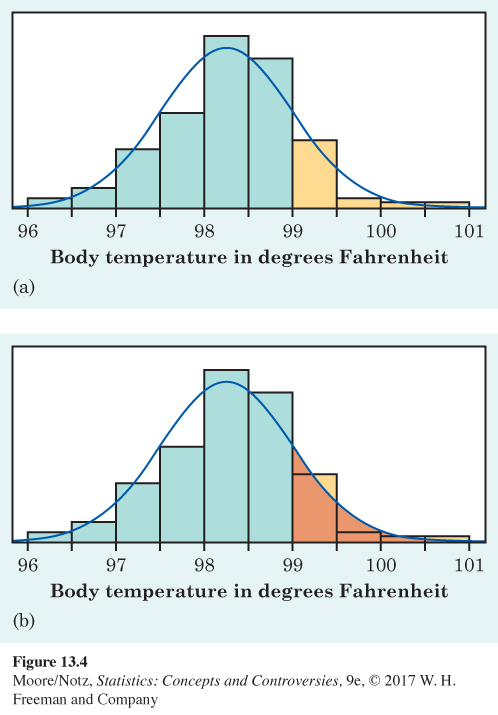 96 97 98 99 100 101
Body temperature in degrees Fahrenheit
(a)
96 97 98 99 100 101
Body temperature in degrees Fahrenheit
(b)
Figure 13.4
Moore/Notz, Statistics: Concepts and Controversies, 9e, © 2017 W. H.
Freeman and Company